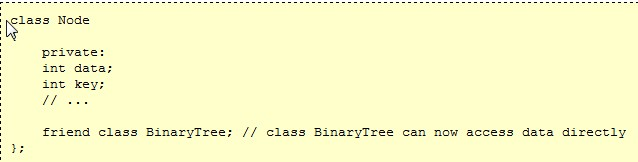 class Node
private:
int data;
int key;
// ...
friend class BinaryTree; // class BinaryTree can now access data directly
};